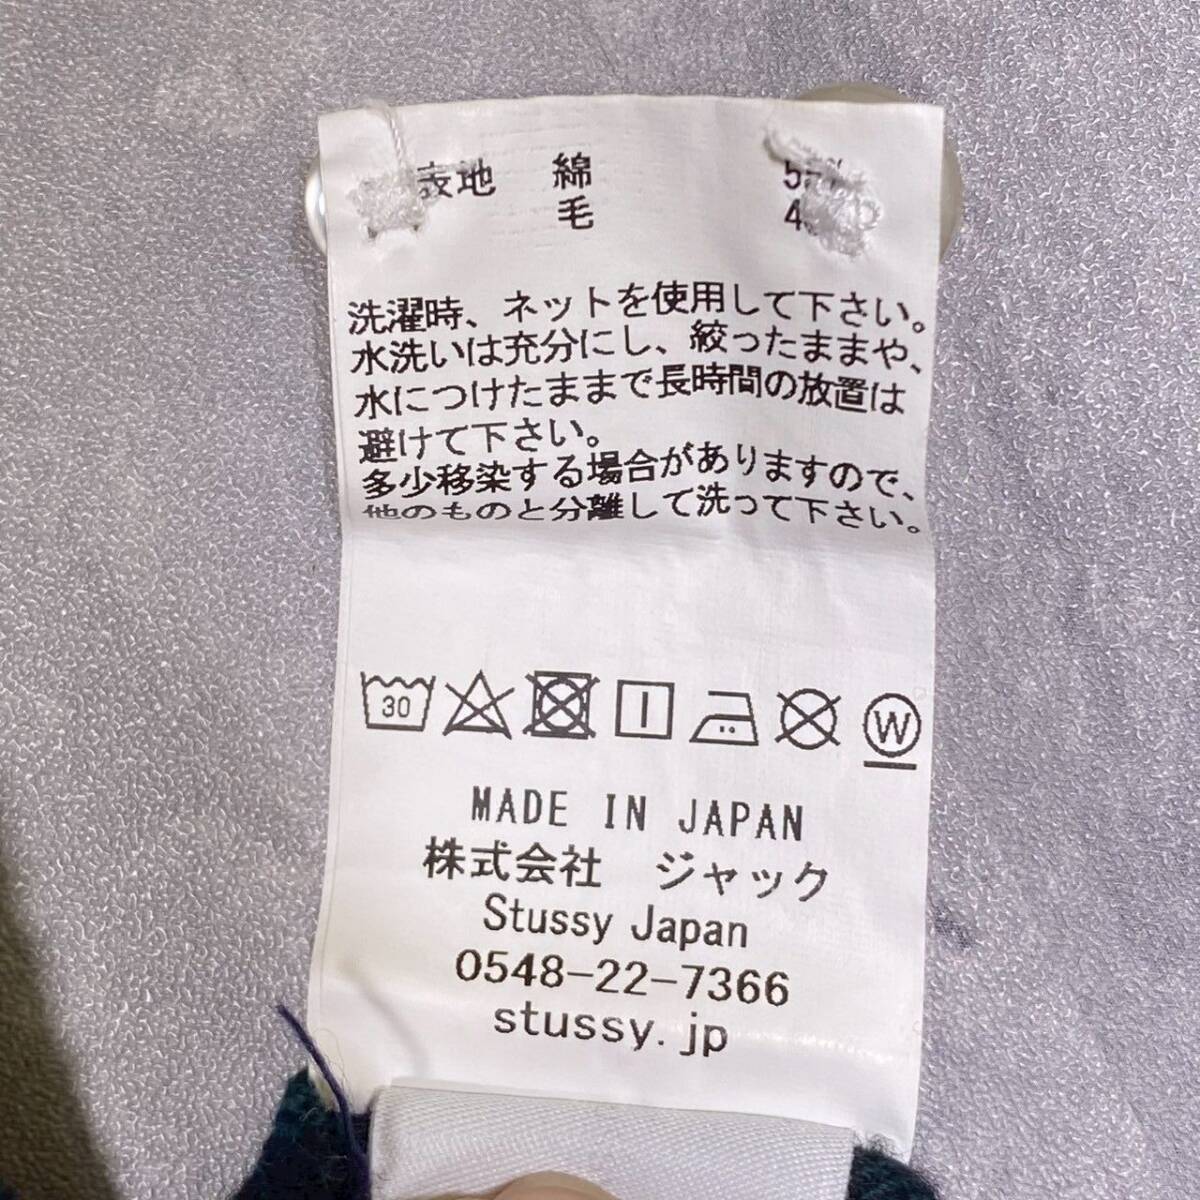 表地 綿
毛
洗濯時、ネットを使用して下さい。
水洗いは充分にし、絞ったままや、
水につけたままで長時間の放置は
避けて下さい。
多少移染する場合がありますので、
他のものと分離して洗って下さい。
30
W
MADE IN JAPAN
株式会社 ジャック
Stussy Japan
0548-22-7366
stussy.jp